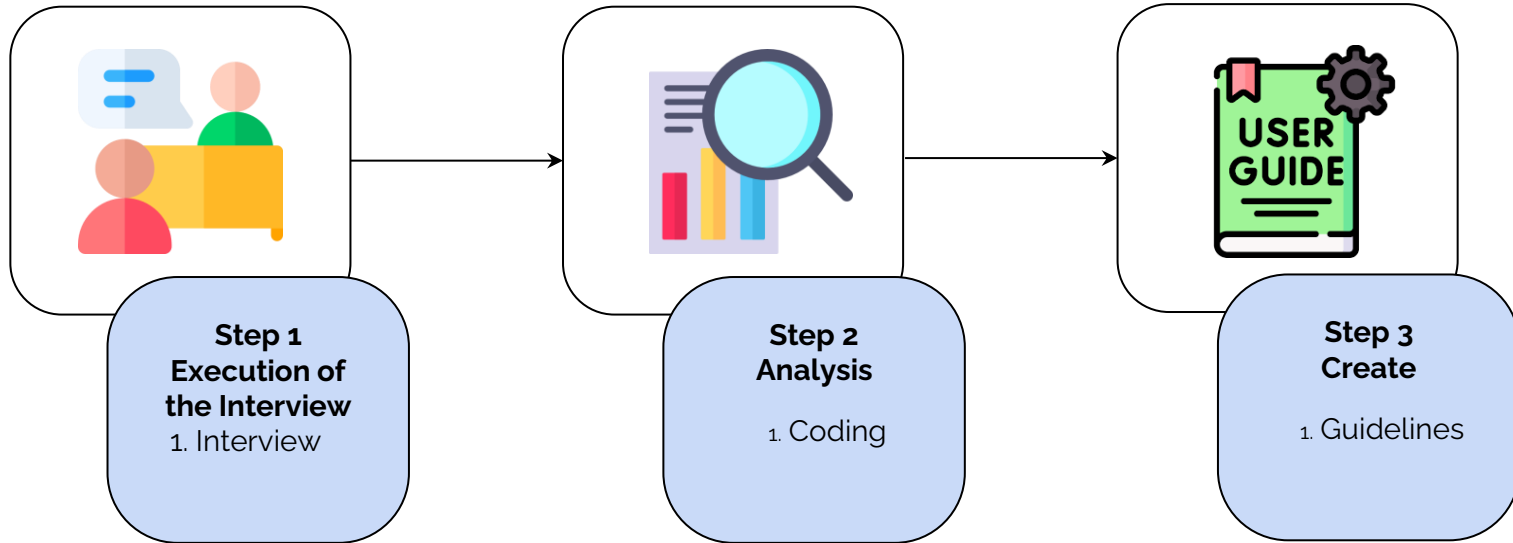 USER
GUIDE
Step 1
Execution of
the Interview
1. Interview
Step 2
Analysis
1. Coding
Step 3
Create
1. Guidelines